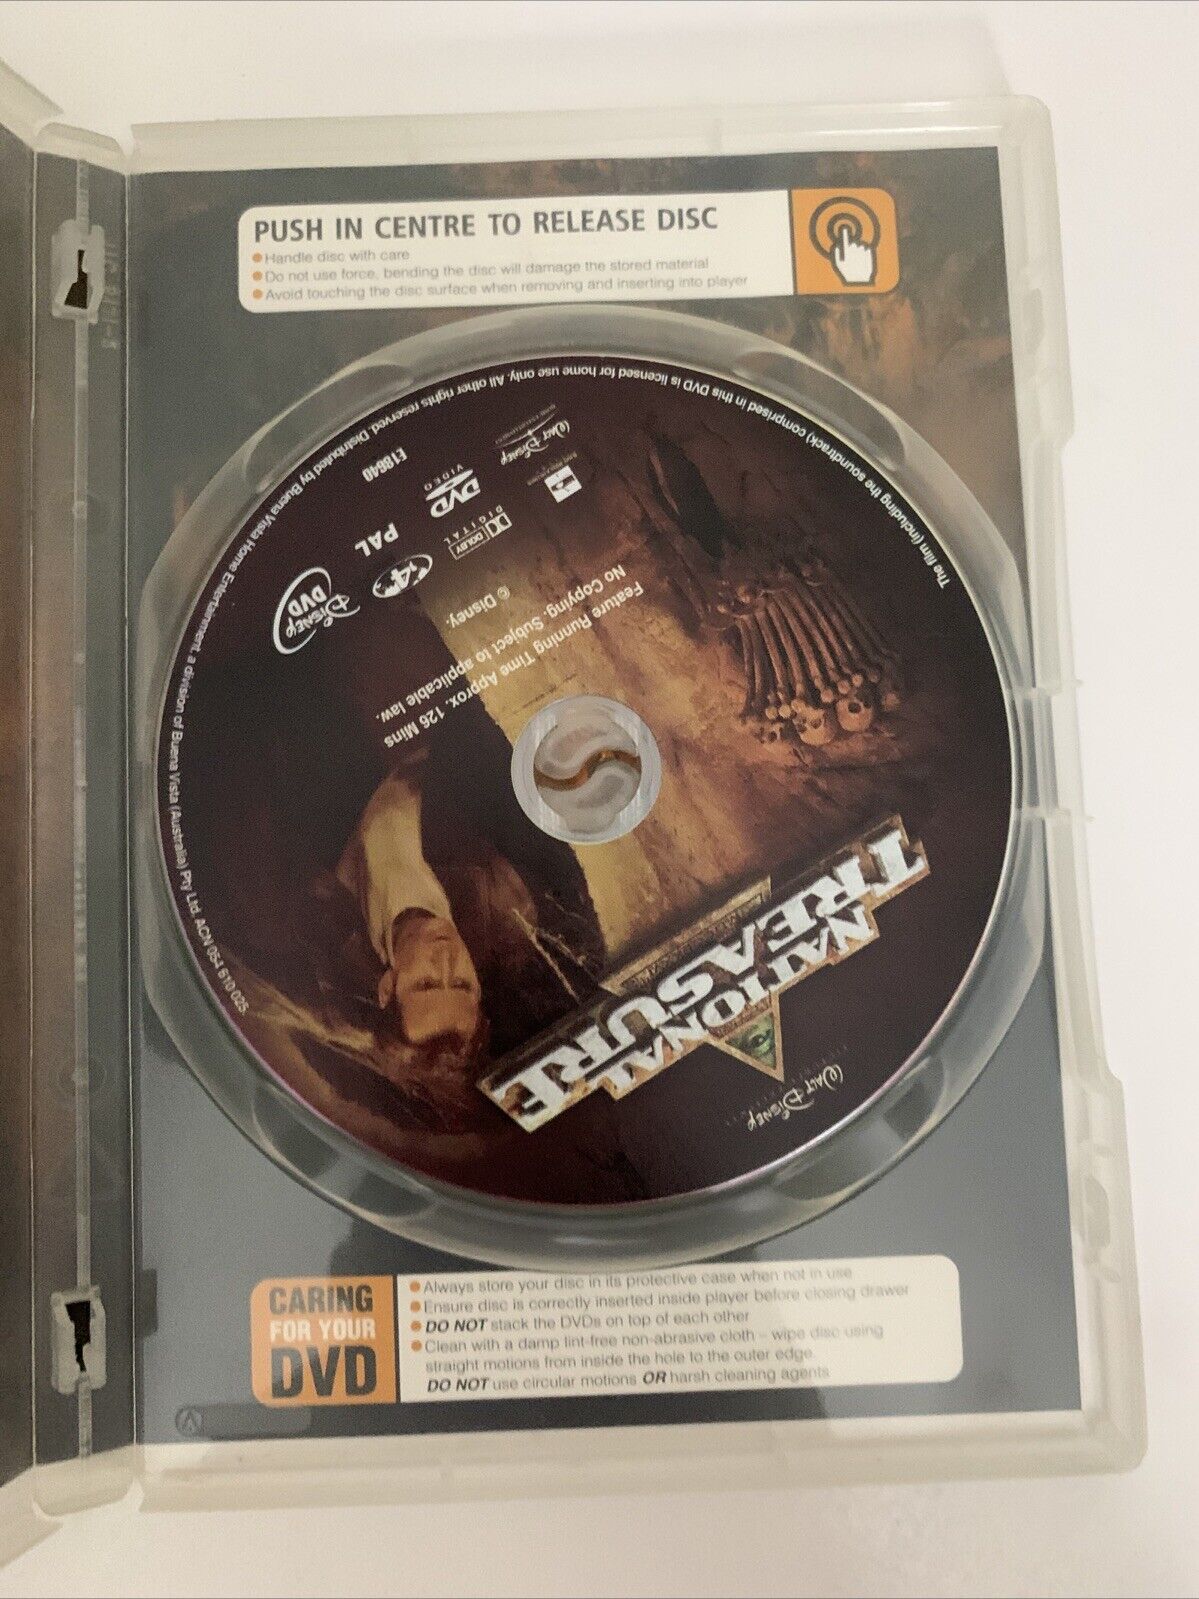 PUSH IN CENTRE TO RELEASE DISC
Handle disc with care
Do not use force, bending the disc will damage the stored material
Avoid touching the disc surface when removing and inserting into player
WALT DISNEY
NATIONAL
TREASURE
Feature Running Time Approx. 126 Mins
No Copying. Subject to applicable law.
© Disney.
DISNEY
DVD
4
PAL
E18640
DOLBY
DIGITAL
DVD
VIDEO
WALT DISNEY
The film (including the soundtrack) comprised in this DVD is licensed for home use only. All other rights reserved. Distributed by Buena Vista Home Entertainment, a division of Buena Vista (Australia) Pty Ltd. ACN 054 610 025.
CARING
FOR YOUR
DVD
Always store your disc in its protective case when not in use
Ensure disc is correctly inserted inside player before closing drawer
DO NOT stack the DVDs on top of each other
Clean with a damp lint-free non-abrasive cloth – wipe disc using
straight motions from inside the hole to the outer edge.
DO NOT use circular motions OR harsh cleaning agents